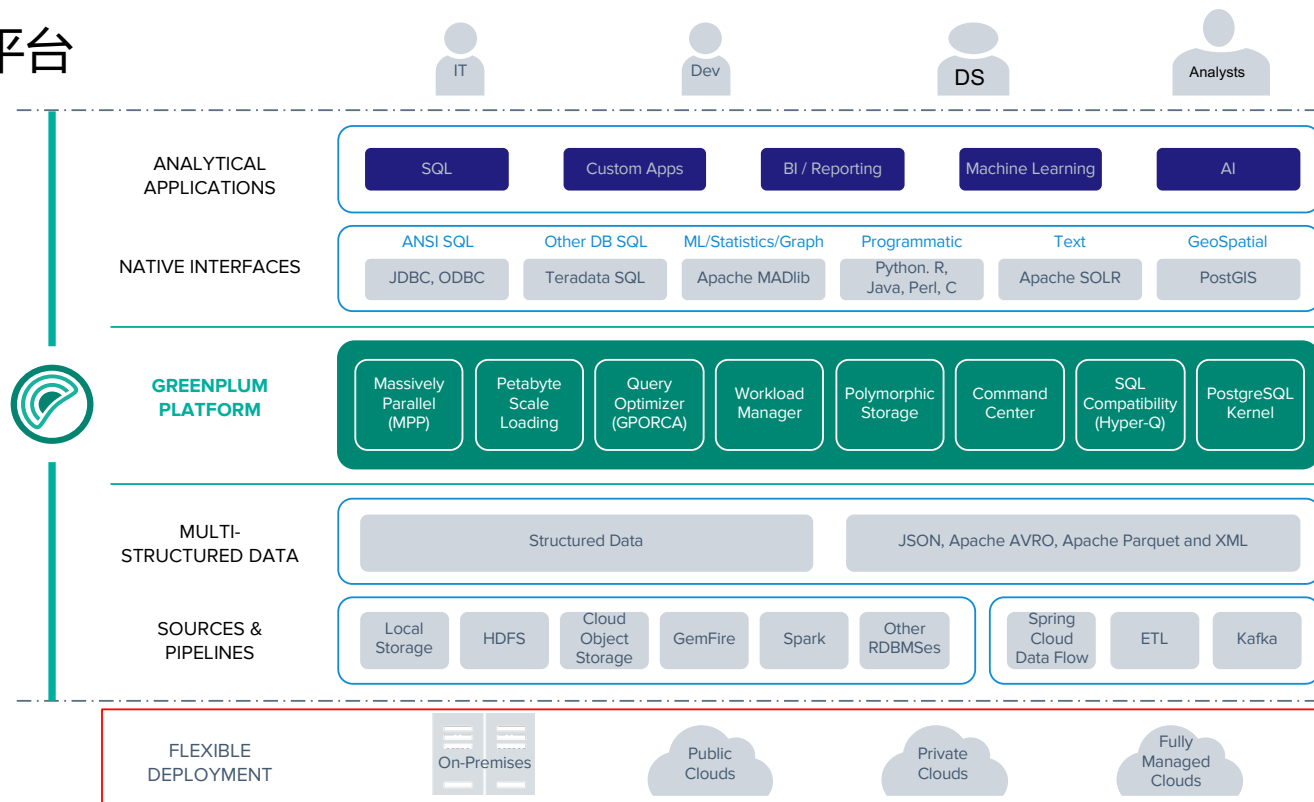 平台
IT
Dev
DS
Analysts
ANALYTICAL
APPLICATIONS
SQL
Custom Apps
BI / Reporting
Machine Learning
AI
NATIVE INTERFACES
ANSI SQL
Other DB SQL
ML/Statistics/Graph
Programmatic
Text
GeoSpatial
JDBC, ODBC
Teradata SQL
Apache MADlib
Python. R,
Java, Perl, C
Apache SOLR
PostGIS
GREENPLUM
PLATFORM
Massively
Parallel
(MPP)
Petabyte
Scale
Loading
Query
Optimizer
(GPORCA)
Workload
Manager
Polymorphic
Storage
Command
Center
SQL
Compatibility
(Hyper-Q)
PostgreSQL
Kernel
MULTI-
STRUCTURED DATA
Structured Data
JSON, Apache AVRO, Apache Parquet and XML
SOURCES &
PIPELINES
Local
Storage
HDFS
Cloud
Object
Storage
GemFire
Spark
Other
RDBMSes
Spring
Cloud
Data Flow
ETL
Kafka
FLEXIBLE
DEPLOYMENT
On-Premises
Public
Clouds
Private
Clouds
Fully
Managed
Clouds